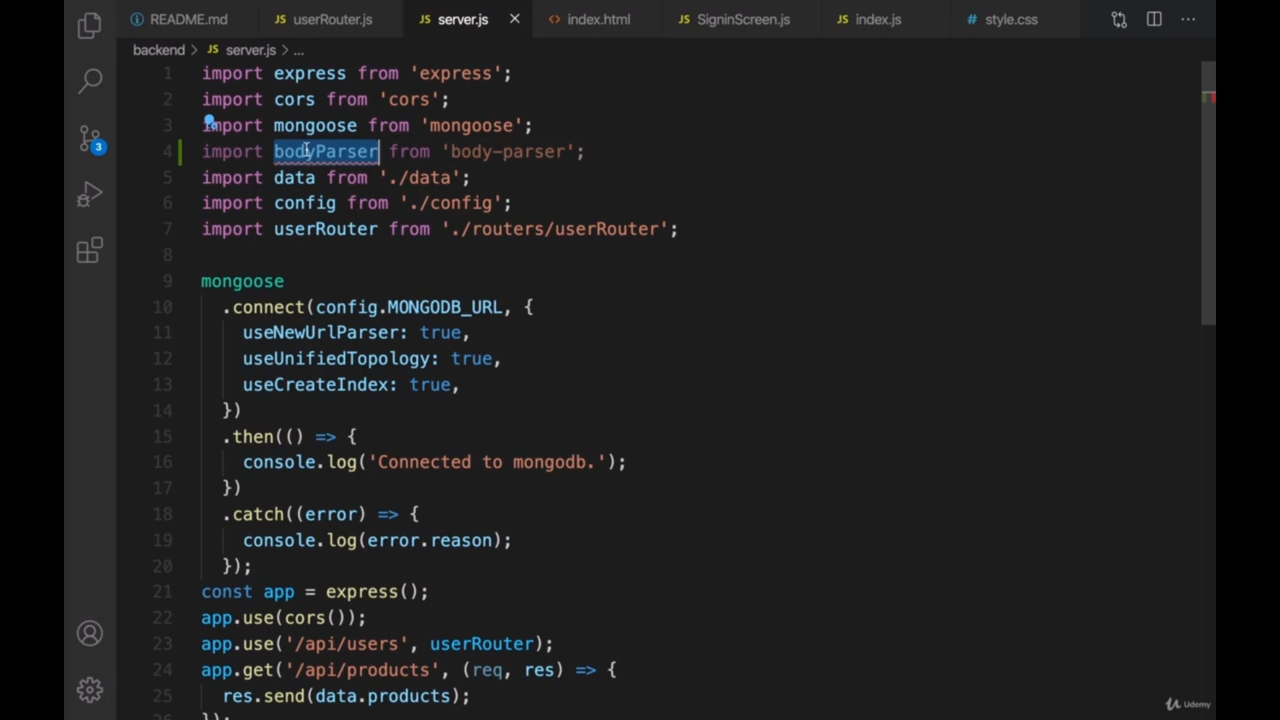 README.md
userRouter.js
server.js
index.html
SigninScreen.js
index.js
style.css
backend > server.js > ...
1 import express from 'express';
2 import cors from 'cors';
3 import mongoose from 'mongoose';
4 import bodyParser from 'body-parser';
5 import data from './data';
6 import config from './config';
7 import userRouter from './routers/userRouter';
8
9 mongoose
10 .connect(config.MONGODB_URL, {
11 useNewUrlParser: true,
12 useUnifiedTopology: true,
13 useCreateIndex: true,
14 })
15 .then(() => {
16 console.log('Connected to mongodb.');
17 })
18 .catch((error) => {
19 console.log(error.reason);
20 });
21 const app = express();
22 app.use(cors());
23 app.use('/api/users', userRouter);
24 app.get('/api/products', (req, res) => {
25 res.send(data.products);
3
Udemy